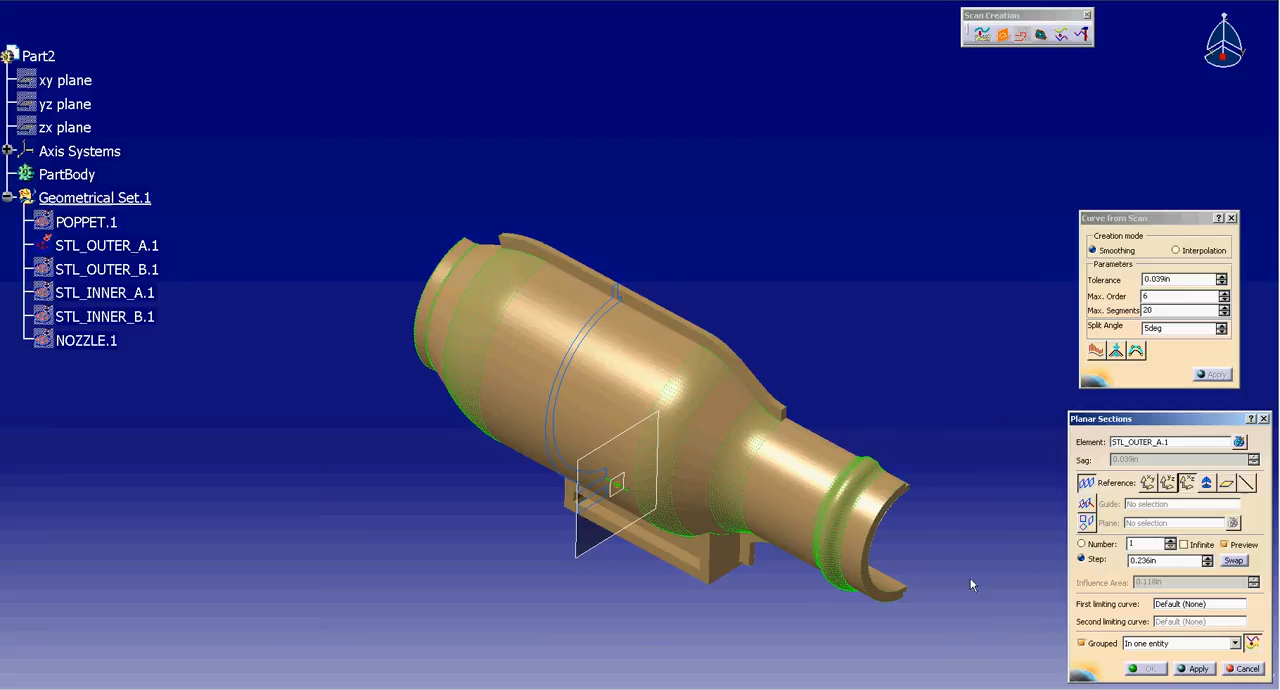 Scan Creation
Part2
xy plane
yz plane
zx plane
Axis Systems
PartBody
Geometrical Set.1
POPPET.1
STL_OUTER_A.1
STL_OUTER_B.1
STL_INNER_A.1
STL_INNER_B.1
NOZZLE.1
Curve from Scan
Creation mode
Smoothing Interpolation
Parameters
Tolerance 0.039in
Max. Order 6
Max. Segments 20
Split Angle 5deg
Apply
Planar Sections
Element: STL_OUTER_A.1
Sag: 0.039in
Reference:
Guide: No selection
Plane: No selection
Number: 1 Infinite Preview
Step: 0.236in Swap
Influence Area: 0.118in
First limiting curve: Default (None)
Second limiting curve: Default (None)
Grouped In one entity
OK Apply Cancel